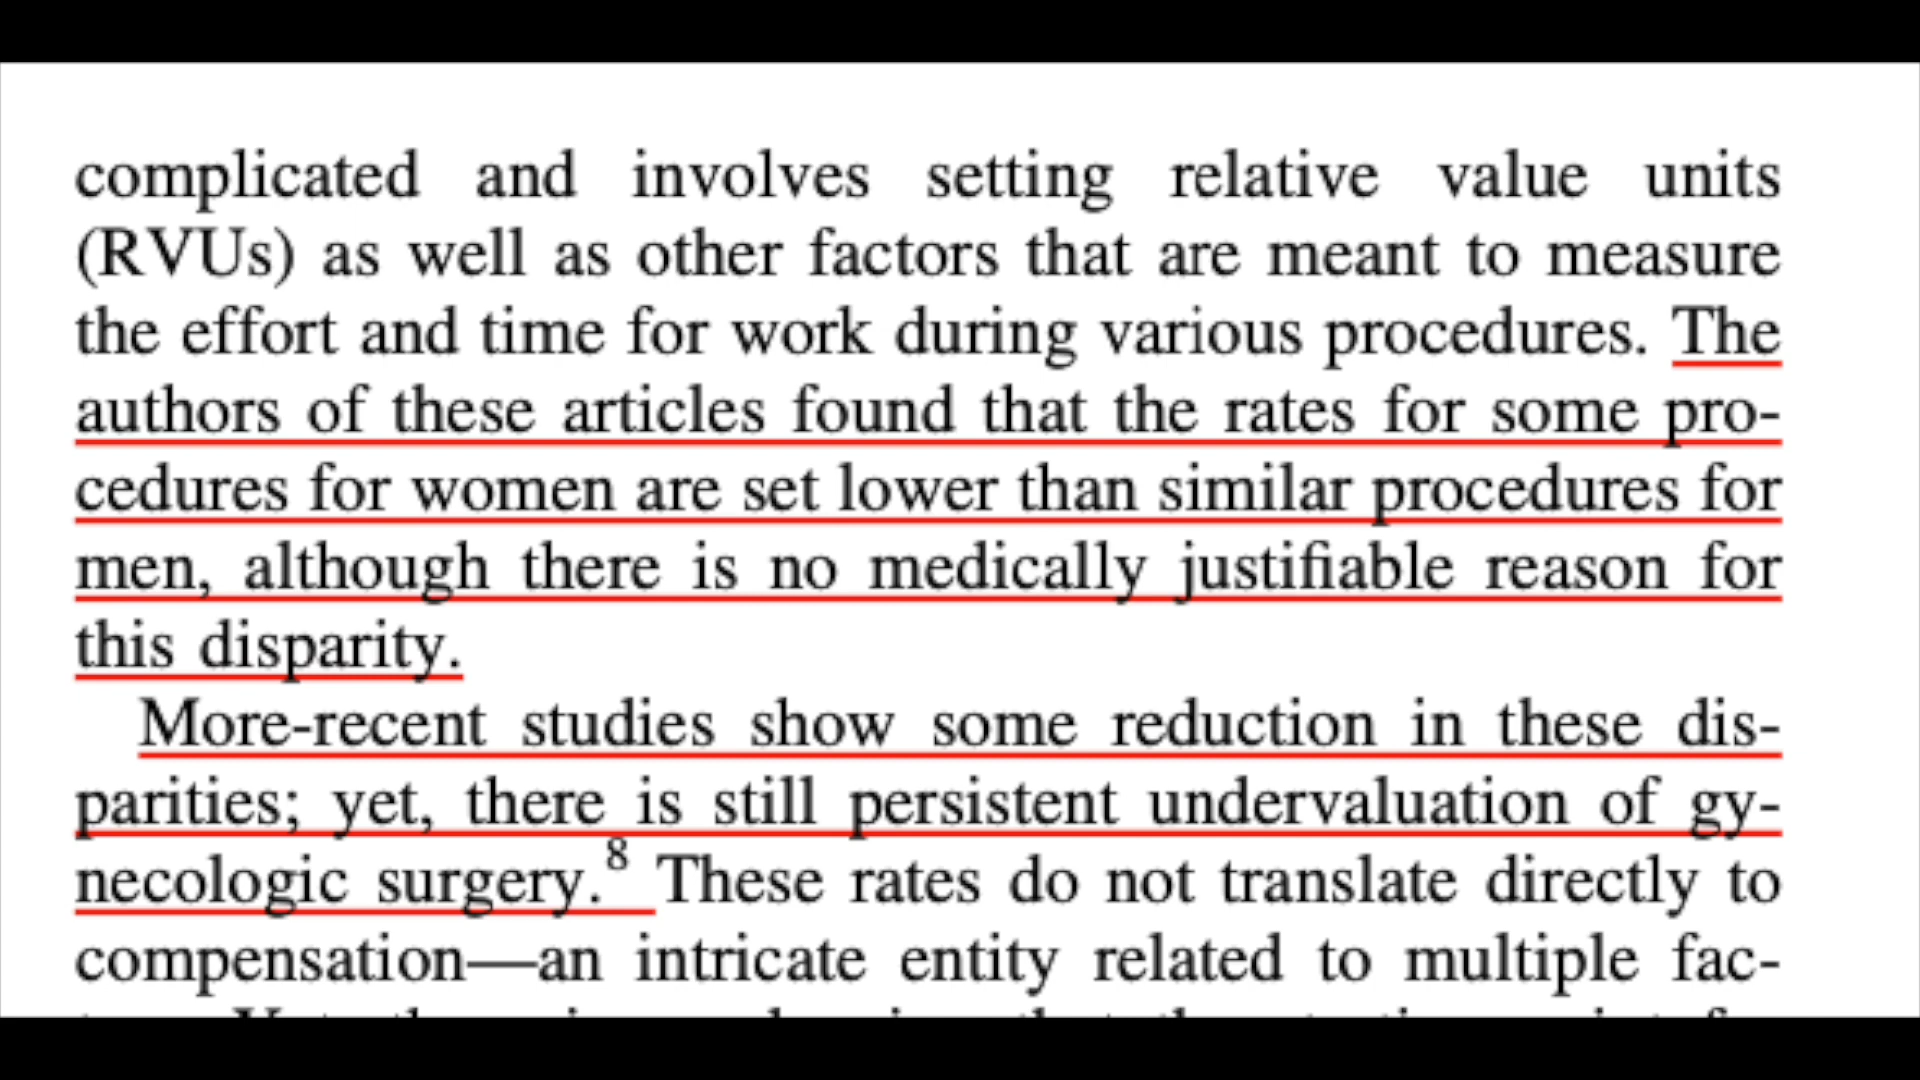 complicated and involves setting relative value units
(RVUs) as well as other factors that are meant to measure
the effort and time for work during various procedures. The
authors of these articles found that the rates for some pro-
cedures for women are set lower than similar procedures for
men, although there is no medically justifiable reason for
this disparity.
More-recent studies show some reduction in these dis-
parities; yet, there is still persistent undervaluation of gy-
necologic surgery.8 These rates do not translate directly to
compensation—an intricate entity related to multiple fac-